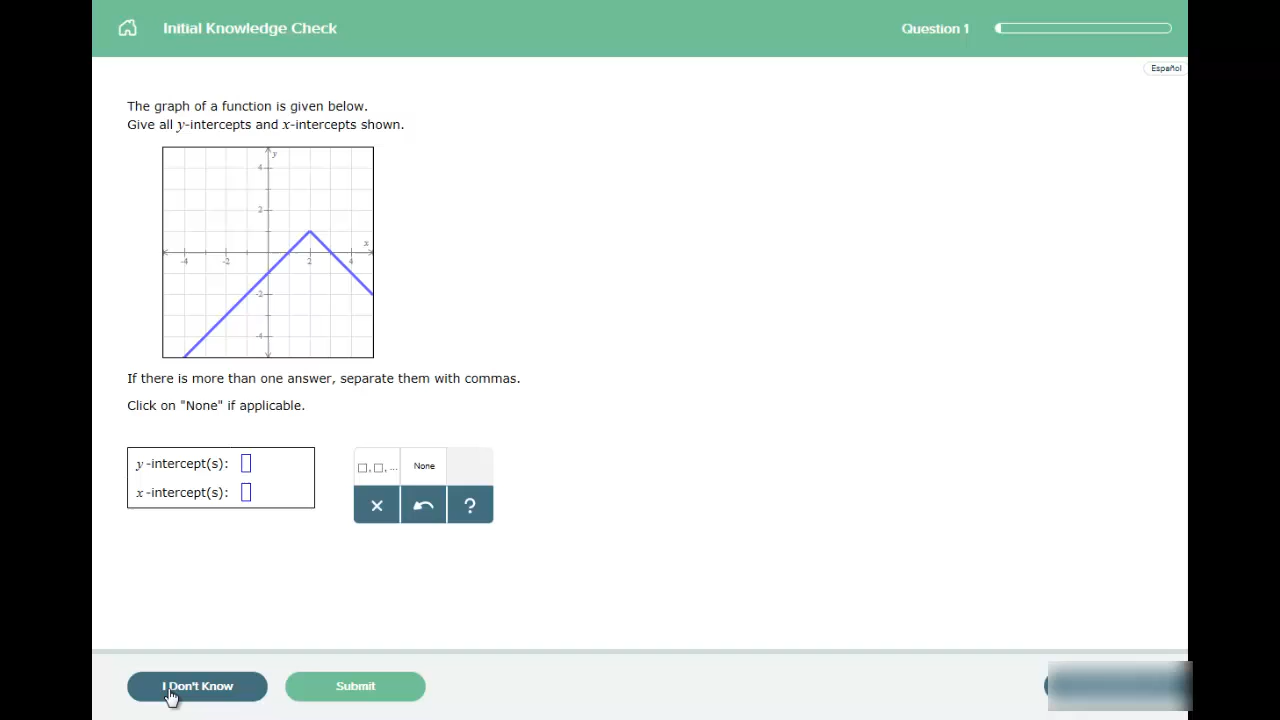 Initial Knowledge Check
Question 1
Español
The graph of a function is given below.
Give all y-intercepts and x-intercepts shown.
y
4
2
x
-4 -2 2 4
-2
-4
If there is more than one answer, separate them with commas.
Click on "None" if applicable.
y-intercept(s):
x-intercept(s):
□,□,... None
?
I Don't Know
Submit